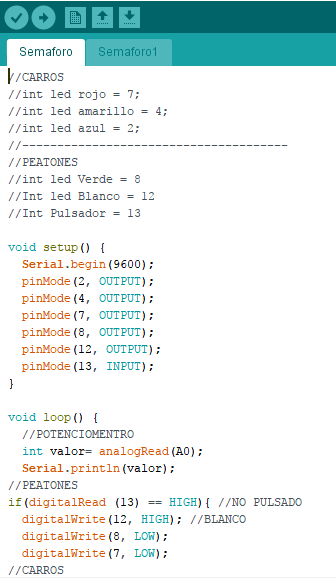 Semaforo
Semaforo1
//CARROS
//int led rojo = 7;
//int led amarillo = 4;
//int led azul = 2;
//--------------------------------------
//PEATONES
//int led Verde = 8
//Int led Blanco = 12
//Int Pulsador = 13
void setup() {
Serial.begin(9600);
pinMode(2, OUTPUT);
pinMode(4, OUTPUT);
pinMode(7, OUTPUT);
pinMode(8, OUTPUT);
pinMode(12, OUTPUT);
pinMode(13, INPUT);
}
void loop() {
//POTENCIOMENTRO
int valor= analogRead(A0);
Serial.println(valor);
//PEATONES
if(digitalRead (13) == HIGH){ //NO PULSADO
digitalWrite(12, HIGH); //BLANCO
digitalWrite(8, LOW);
digitalWrite(7, LOW);
//CARROS